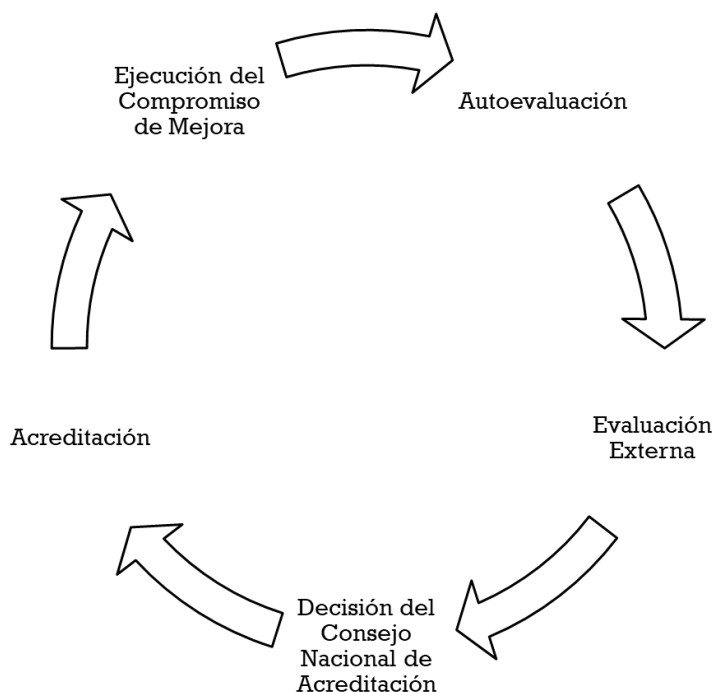 Ejecución del
Compromiso
de Mejora
Autoevaluación
Evaluación
Externa
Decisión del
Consejo
Nacional de
Acreditación
Acreditación